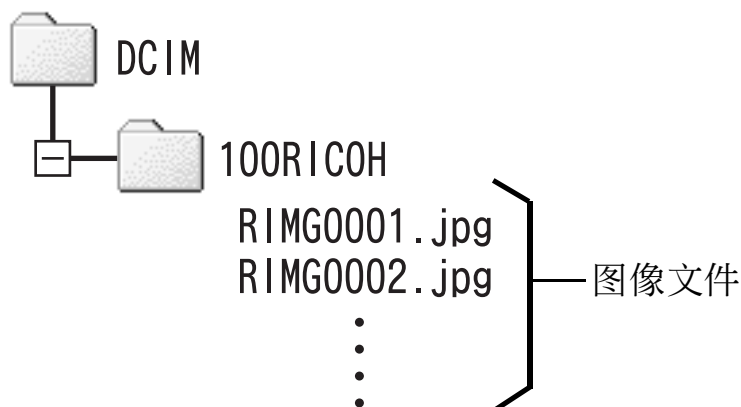 DCIM
100RICOH
RIMG0001.jpg
RIMG0002.jpg
图像文件